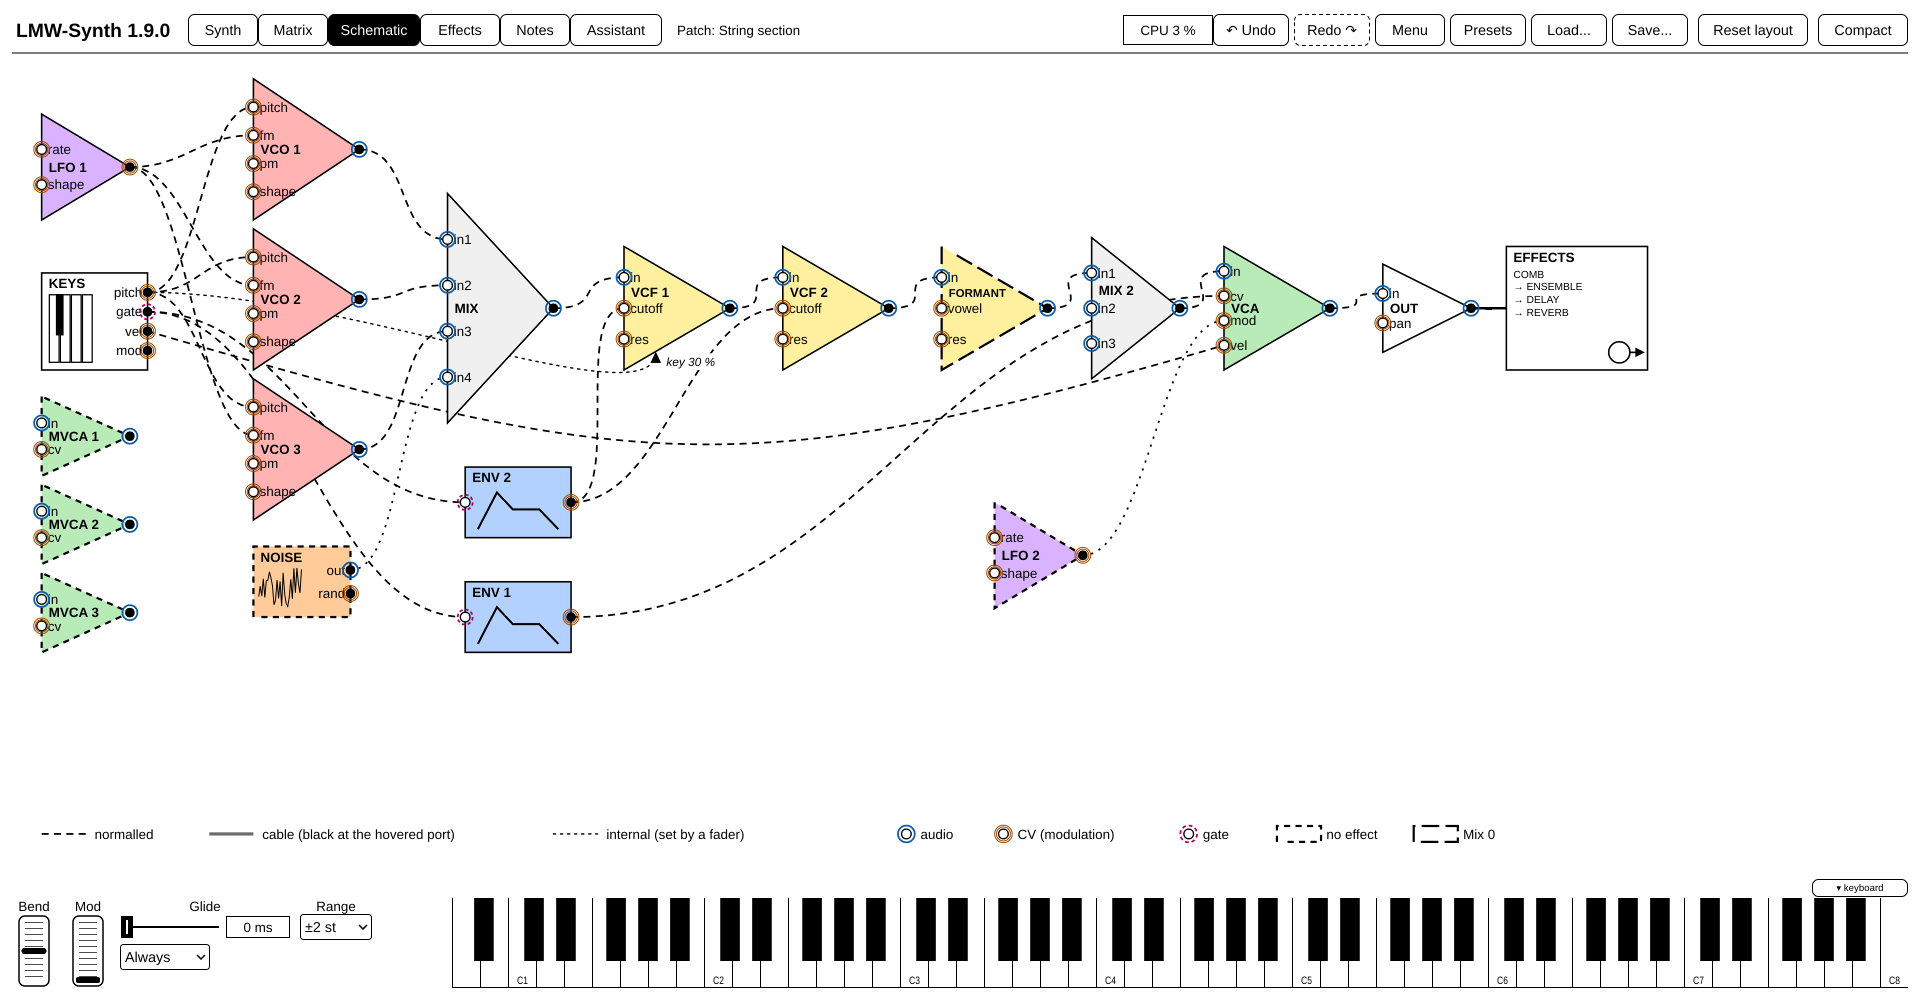 LMW-Synth 1.9.0
Synth
Matrix
Schematic
Effects
Notes
Assistant
Patch: String section
CPU 3 %
↶ Undo
Redo ↷
Menu
Presets
Load...
Save...
Reset layout
Compact
rate
LFO 1
shape
pitch
fm
VCO 1
pm
shape
KEYS
pitch
gate
vel
mod
pitch
fm
VCO 2
pm
shape
in1
in2
MIX
in3
in4
in
VCF 1
cutoff
res
key 30 %
in
VCF 2
cutoff
res
in
FORMANT
vowel
res
in1
MIX 2
in2
in3
in
cv
VCA
mod
vel
in
OUT
pan
EFFECTS
COMB
→ ENSEMBLE
→ DELAY
→ REVERB
in
MVCA 1
cv
pitch
fm
VCO 3
pm
shape
in
MVCA 2
cv
ENV 2
in
MVCA 3
cv
NOISE
out
rand
ENV 1
rate
LFO 2
shape
normalled
cable (black at the hovered port)
internal (set by a fader)
audio
CV (modulation)
gate
no effect
Mix 0
▾ keyboard
Bend
Mod
Glide
0 ms
Range
±2 st
Always
C1
C2
C3
C4
C5
C6
C7
C8